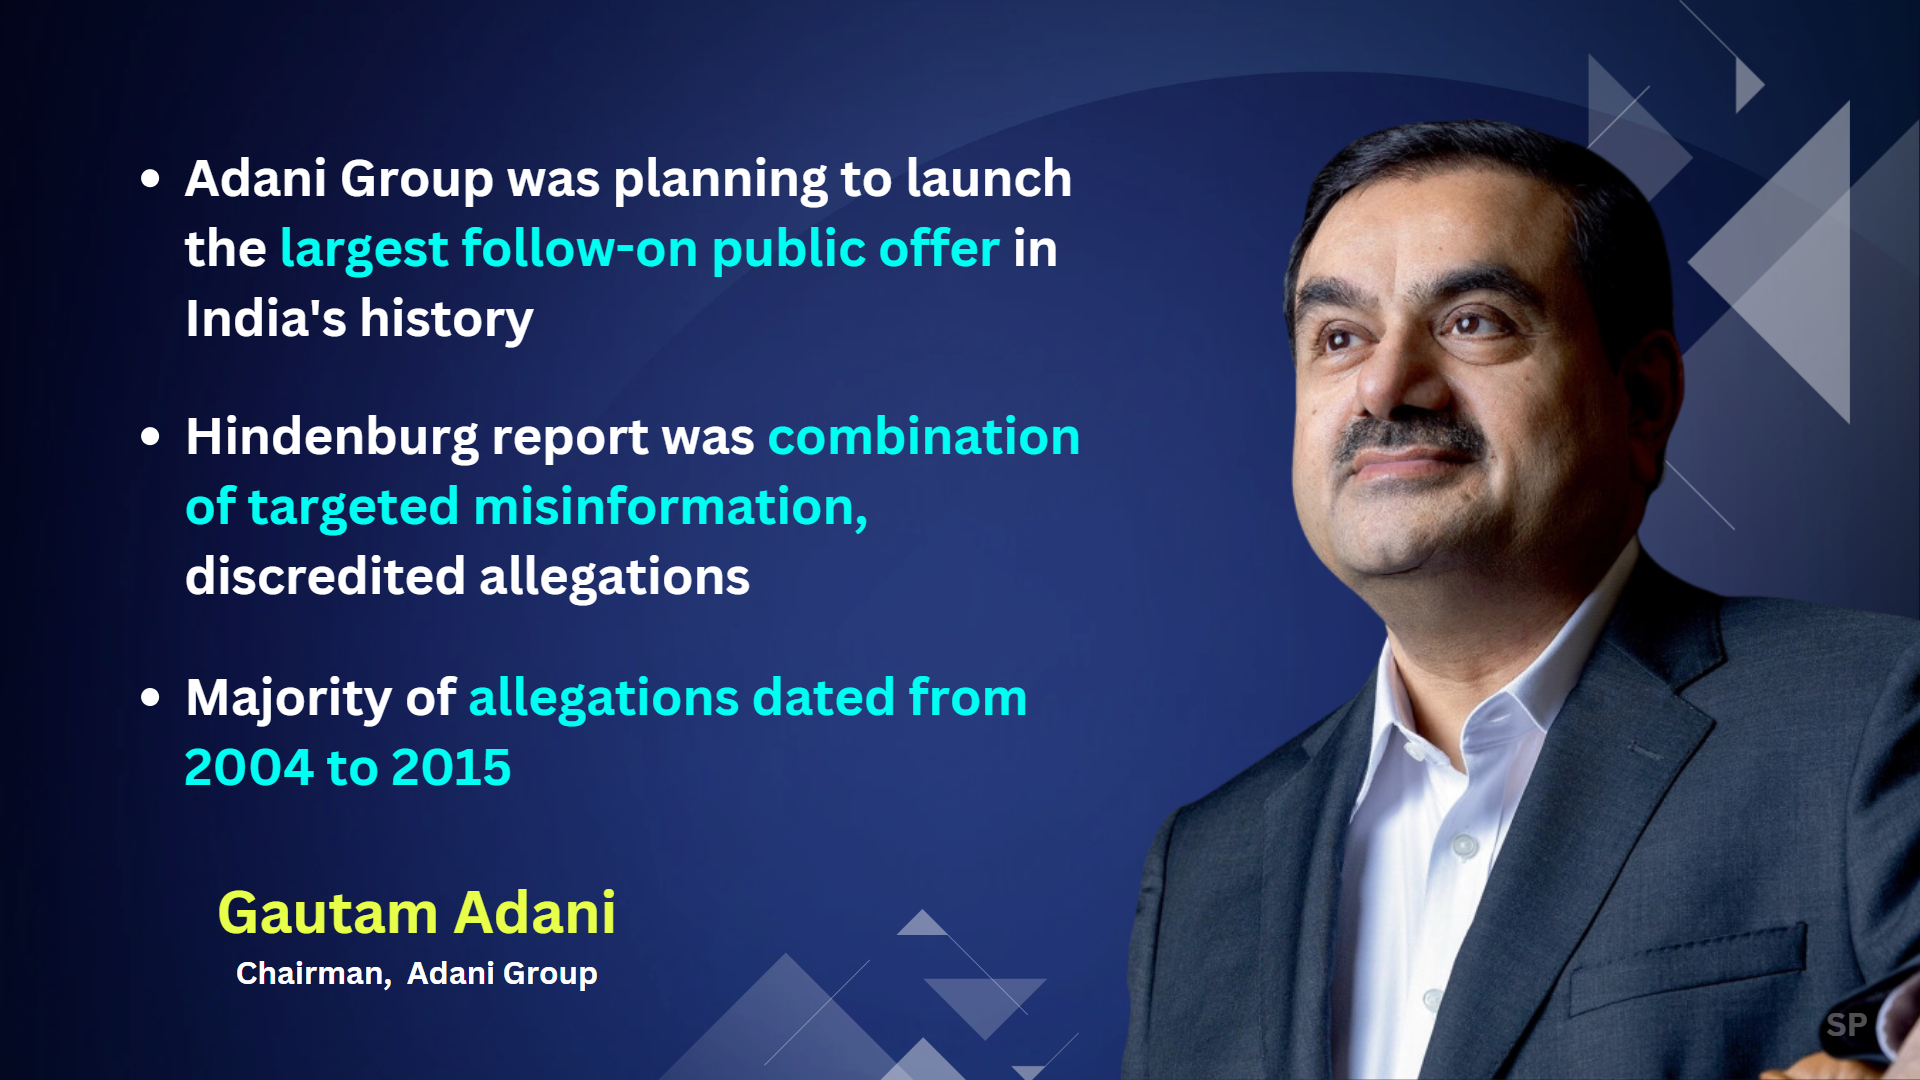 • Adani Group was planning to launch
the largest follow-on public offer in
India's history
• Hindenburg report was combination
of targeted misinformation,
discredited allegations
• Majority of allegations dated from
2004 to 2015
Gautam Adani
Chairman, Adani Group
SP